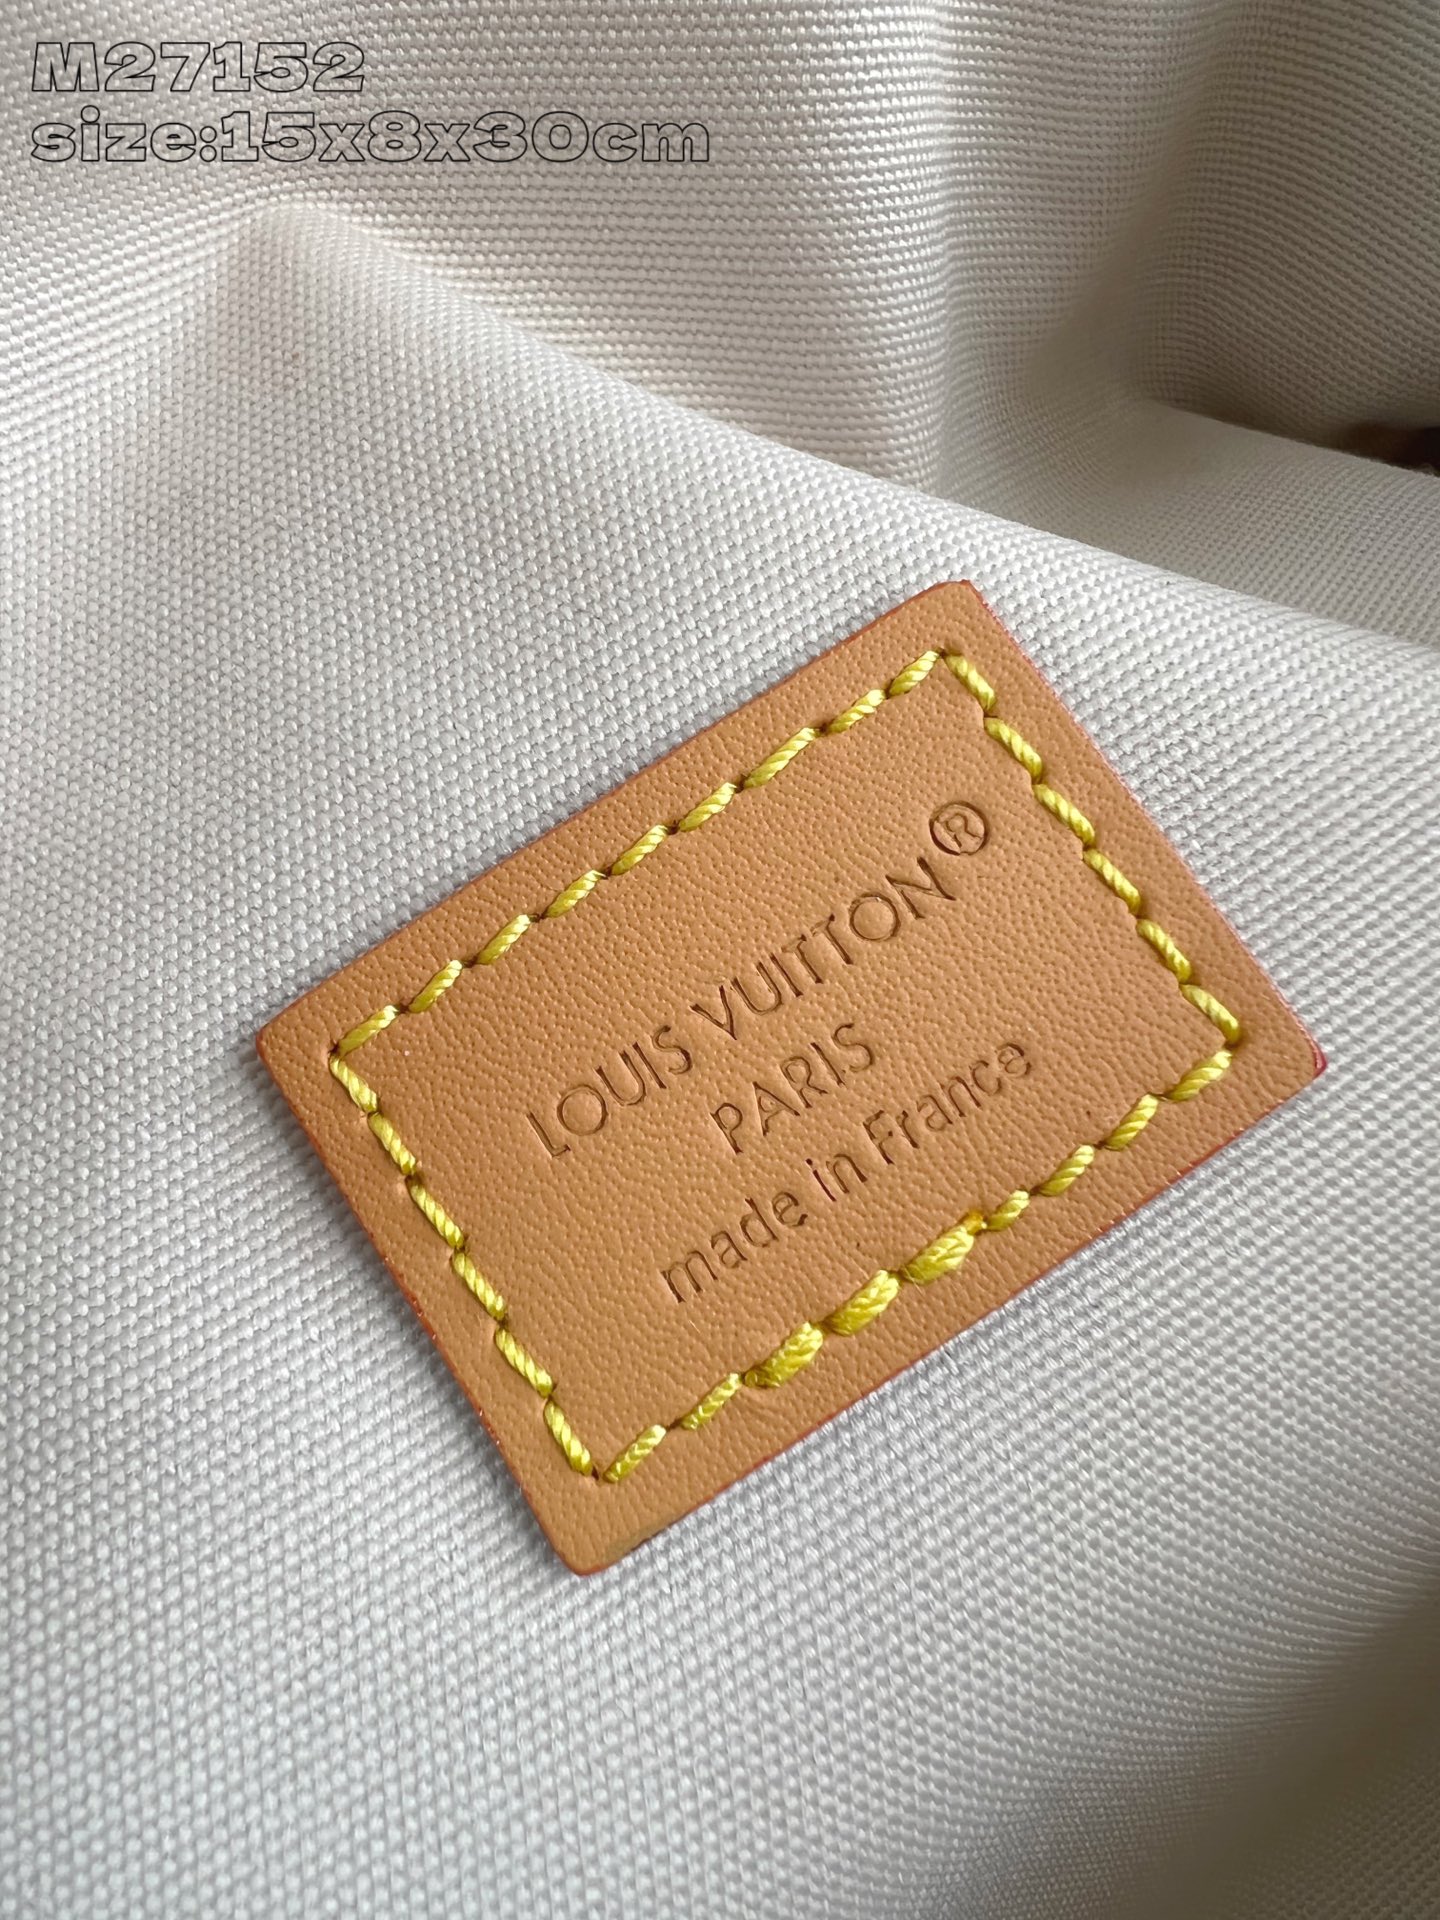 M27152
size:15x8x30cm
LOUIS VUITTON®
PARIS
made in France